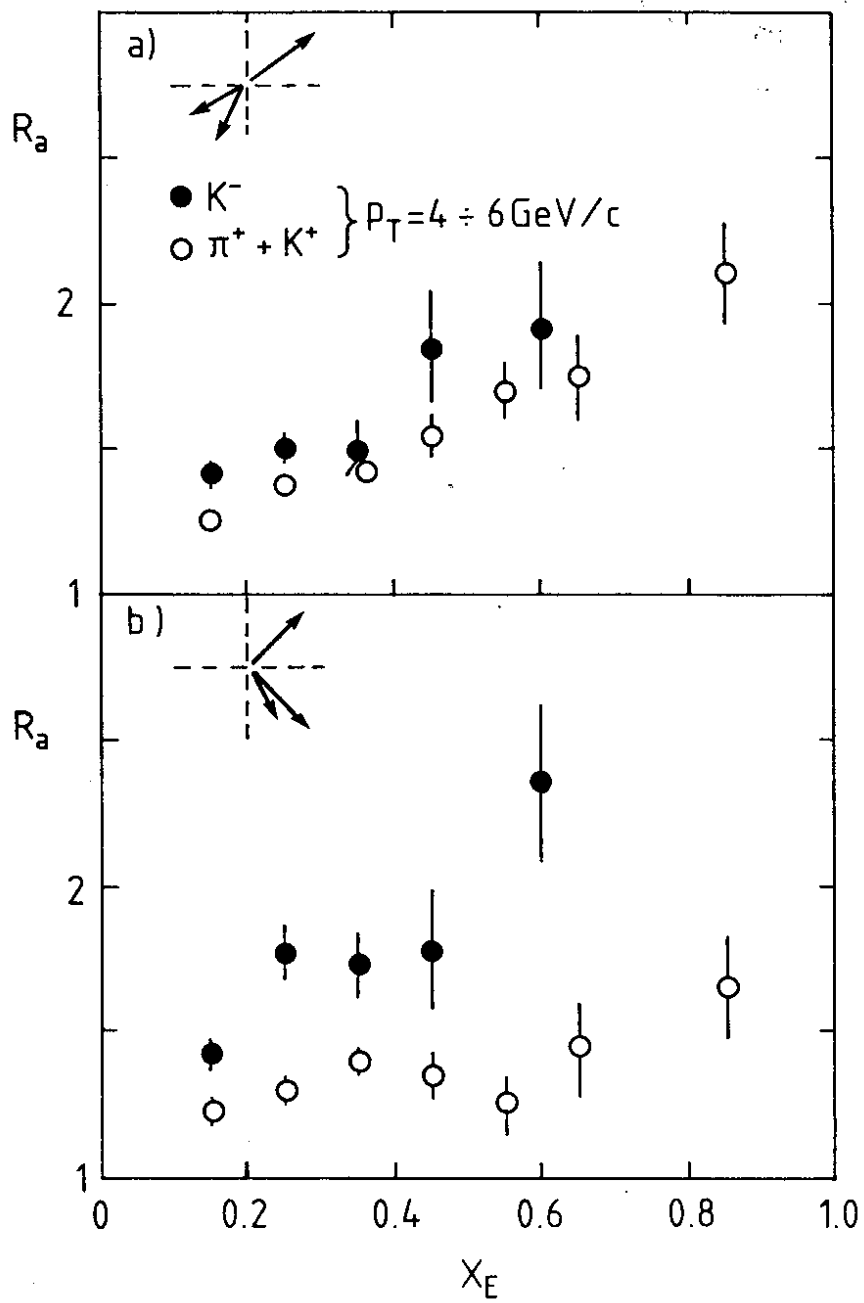 a)
R_a
● K⁻
○ π⁺ + K⁺
} p_T = 4 ÷ 6 GeV/c
2
1
b)
R_a
2
1
0 0.2 0.4 0.6 0.8 1.0
X_E